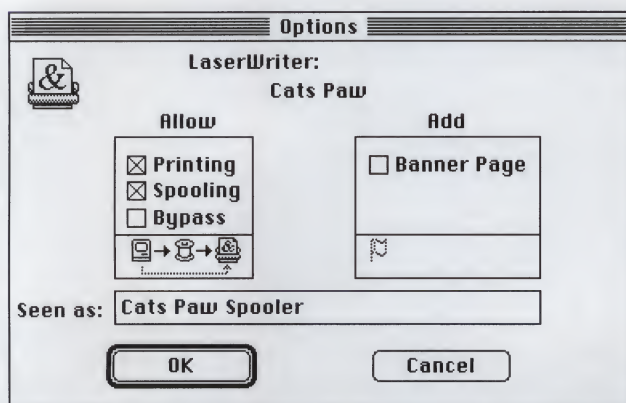 Options
LaserWriter:
Cats Paw
Allow
Add
Printing
Spooling
Bypass
Banner Page
&
&
Seen as: Cats Paw Spooler
OK
Cancel